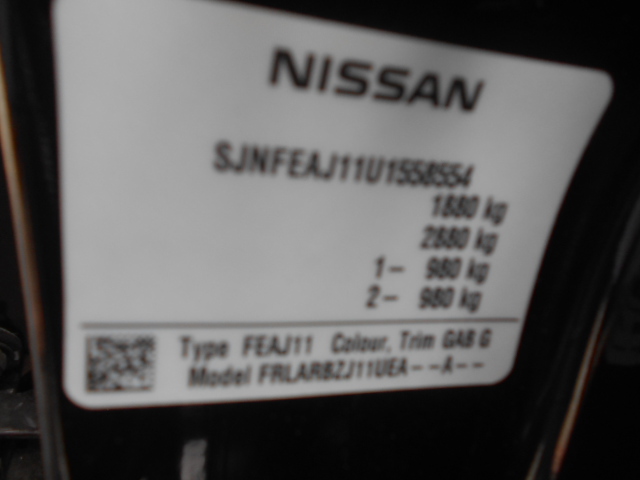 NISSAN
SJNFEAJ11U1558554
1880 kg
2880 kg
1- 980 kg
2- 980 kg
Type FEAJ11 Colour, Trim GAB G
Model FRLARBZJ11UEA--A--